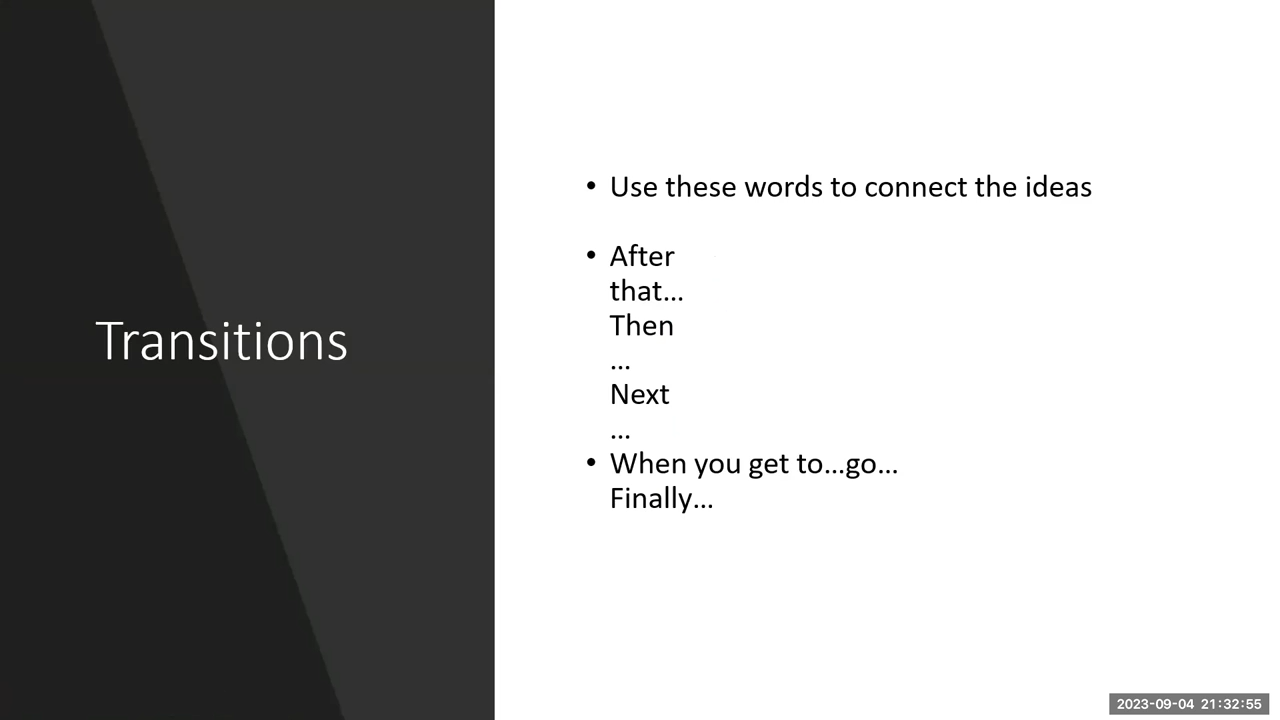 Transitions
• Use these words to connect the ideas
• After
that...
Then
...
Next
...
• When you get to...go...
Finally...
2023-09-04 21:32:55